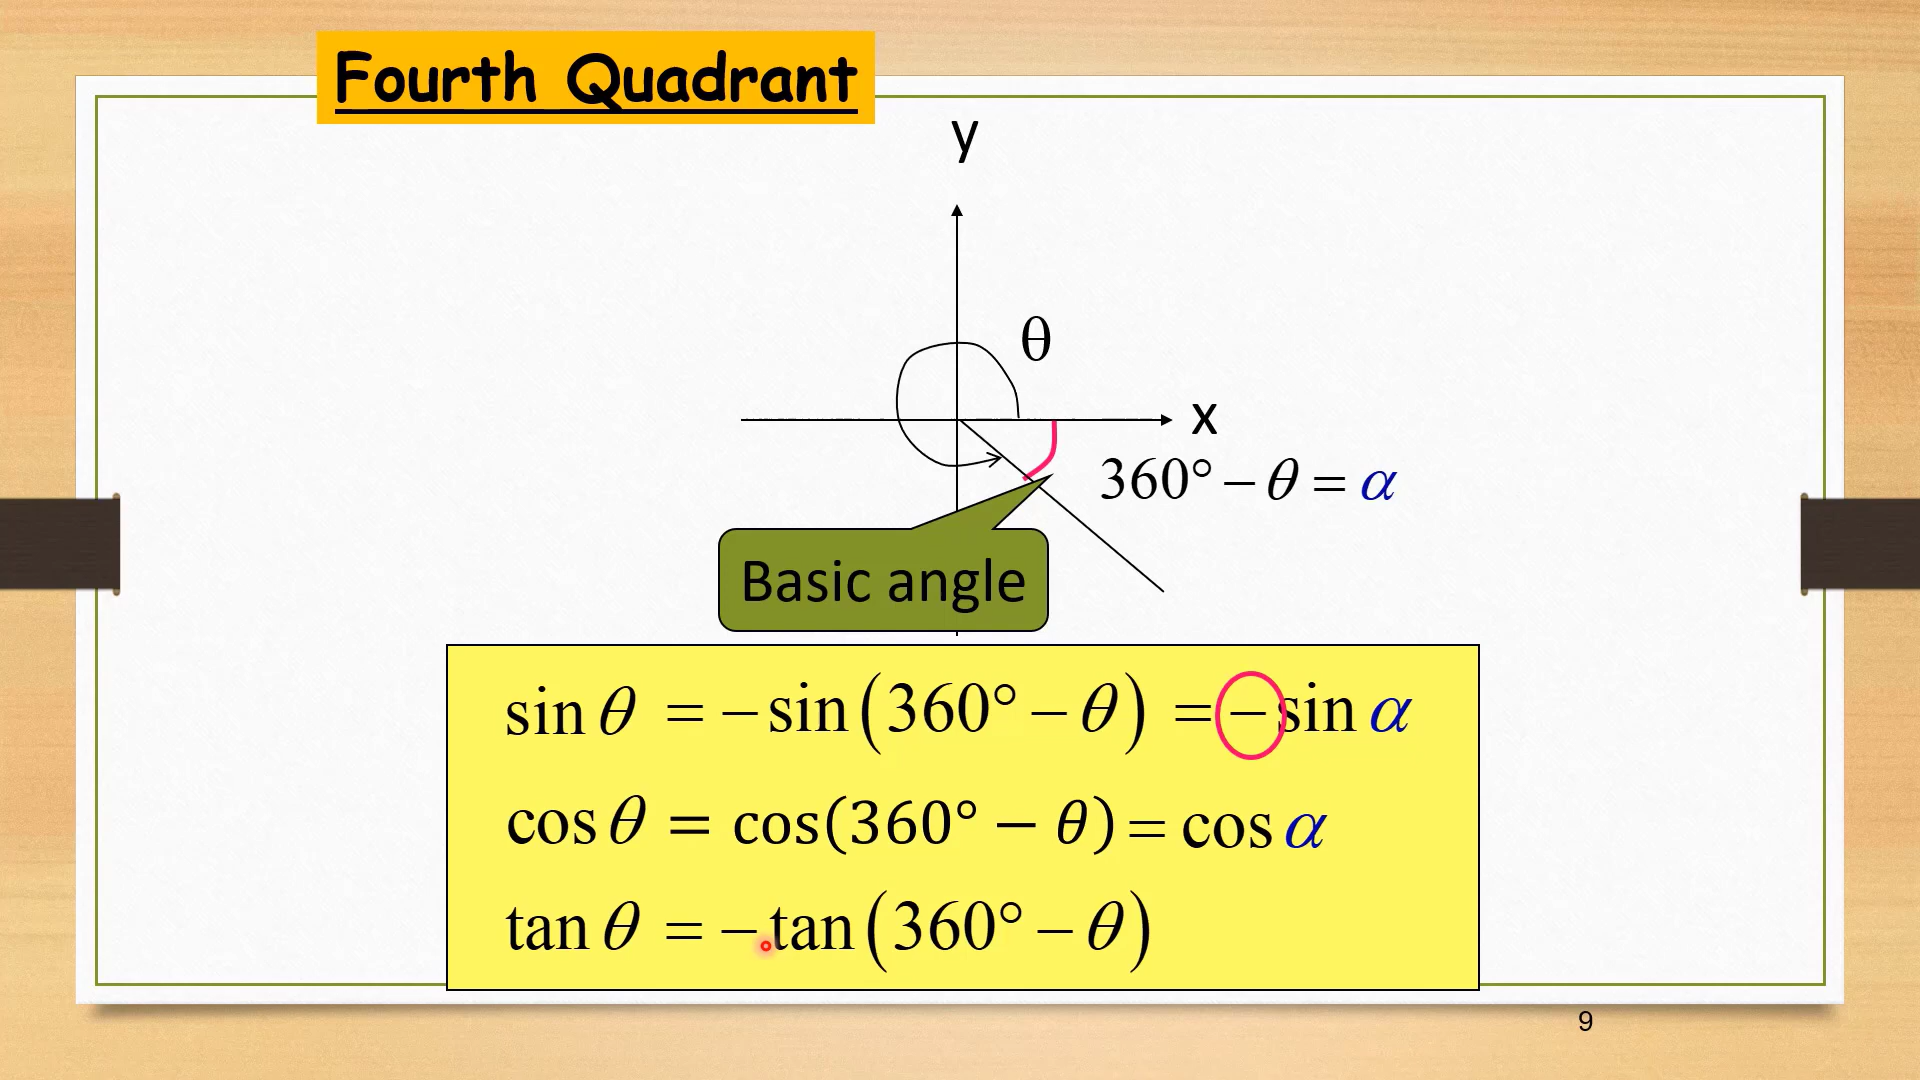 Fourth Quadrant
y
θ
x
360° − θ = α
Basic angle
sin θ = −sin(360° − θ) = −sin α
cos θ = cos(360° − θ) = cos α
tan θ = −tan(360° − θ)
9